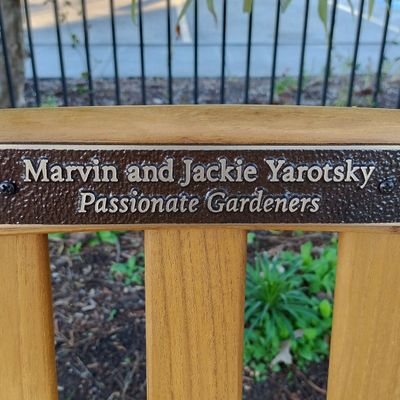 Marvin and Jackie Yarotsky
Passionate Gardeners